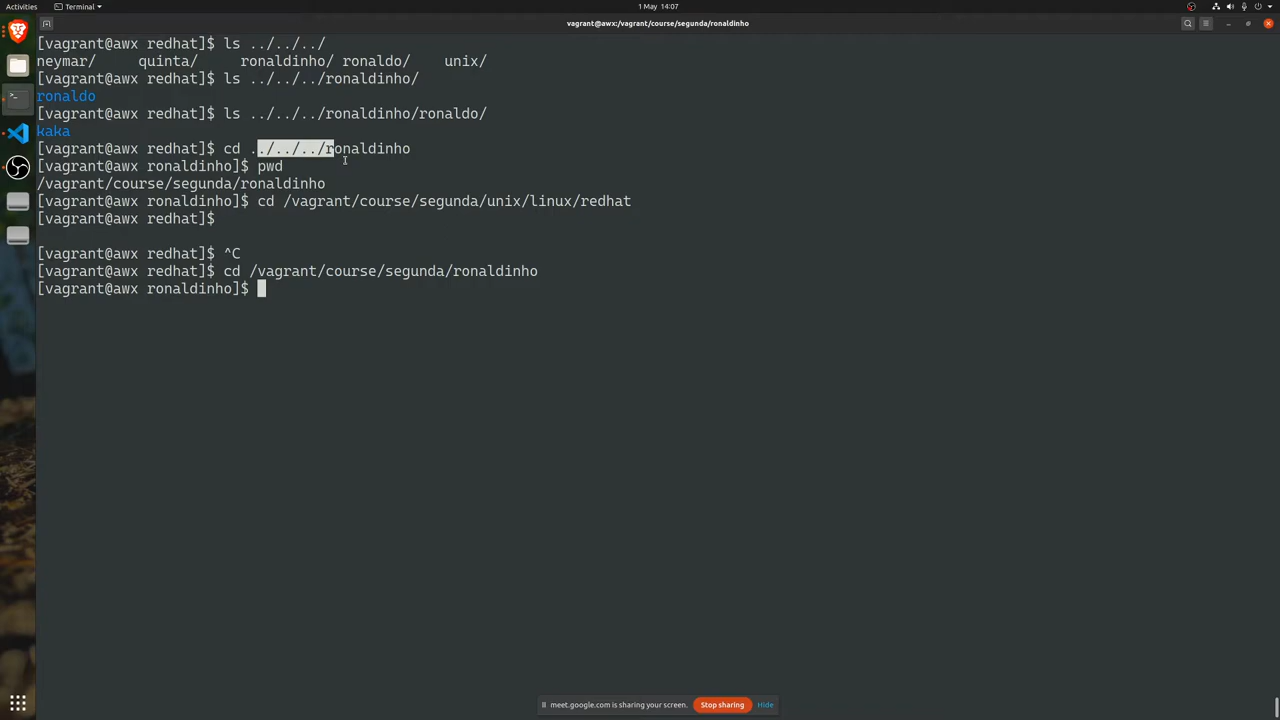 Activities Terminal 1 May 14:07
vagrant@awx:/vagrant/course/segunda/ronaldinho
[vagrant@awx redhat]$ ls ../../../
neymar/ quinta/ ronaldinho/ ronaldo/ unix/
[vagrant@awx redhat]$ ls ../../../ronaldinho/
ronaldo
[vagrant@awx redhat]$ ls ../../../ronaldinho/ronaldo/
kaka
[vagrant@awx redhat]$ cd ../../../ronaldinho
[vagrant@awx ronaldinho]$ pwd
/vagrant/course/segunda/ronaldinho
[vagrant@awx ronaldinho]$ cd /vagrant/course/segunda/unix/linux/redhat
[vagrant@awx redhat]$
[vagrant@awx redhat]$ ^C
[vagrant@awx redhat]$ cd /vagrant/course/segunda/ronaldinho
[vagrant@awx ronaldinho]$
meet.google.com is sharing your screen. Stop sharing Hide